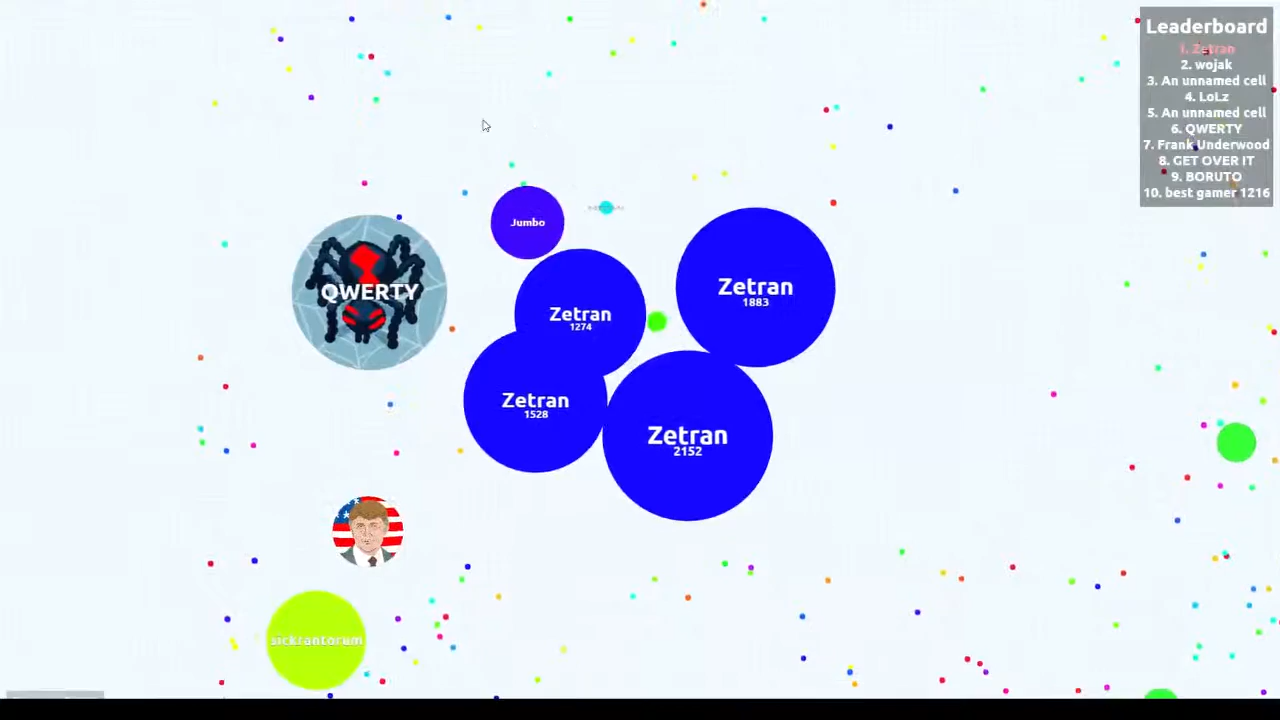 Leaderboard
1. Zetran
2. wojak
3. An unnamed cell
4. LoLz
5. An unnamed cell
6. QWERTY
7. Frank Underwood
8. GET OVER IT
9. BORUTO
10. best gamer 1216
Jumbo
QWERTY
Zetran
1883
Zetran
1274
Zetran
1528
Zetran
2152
sickrantorum